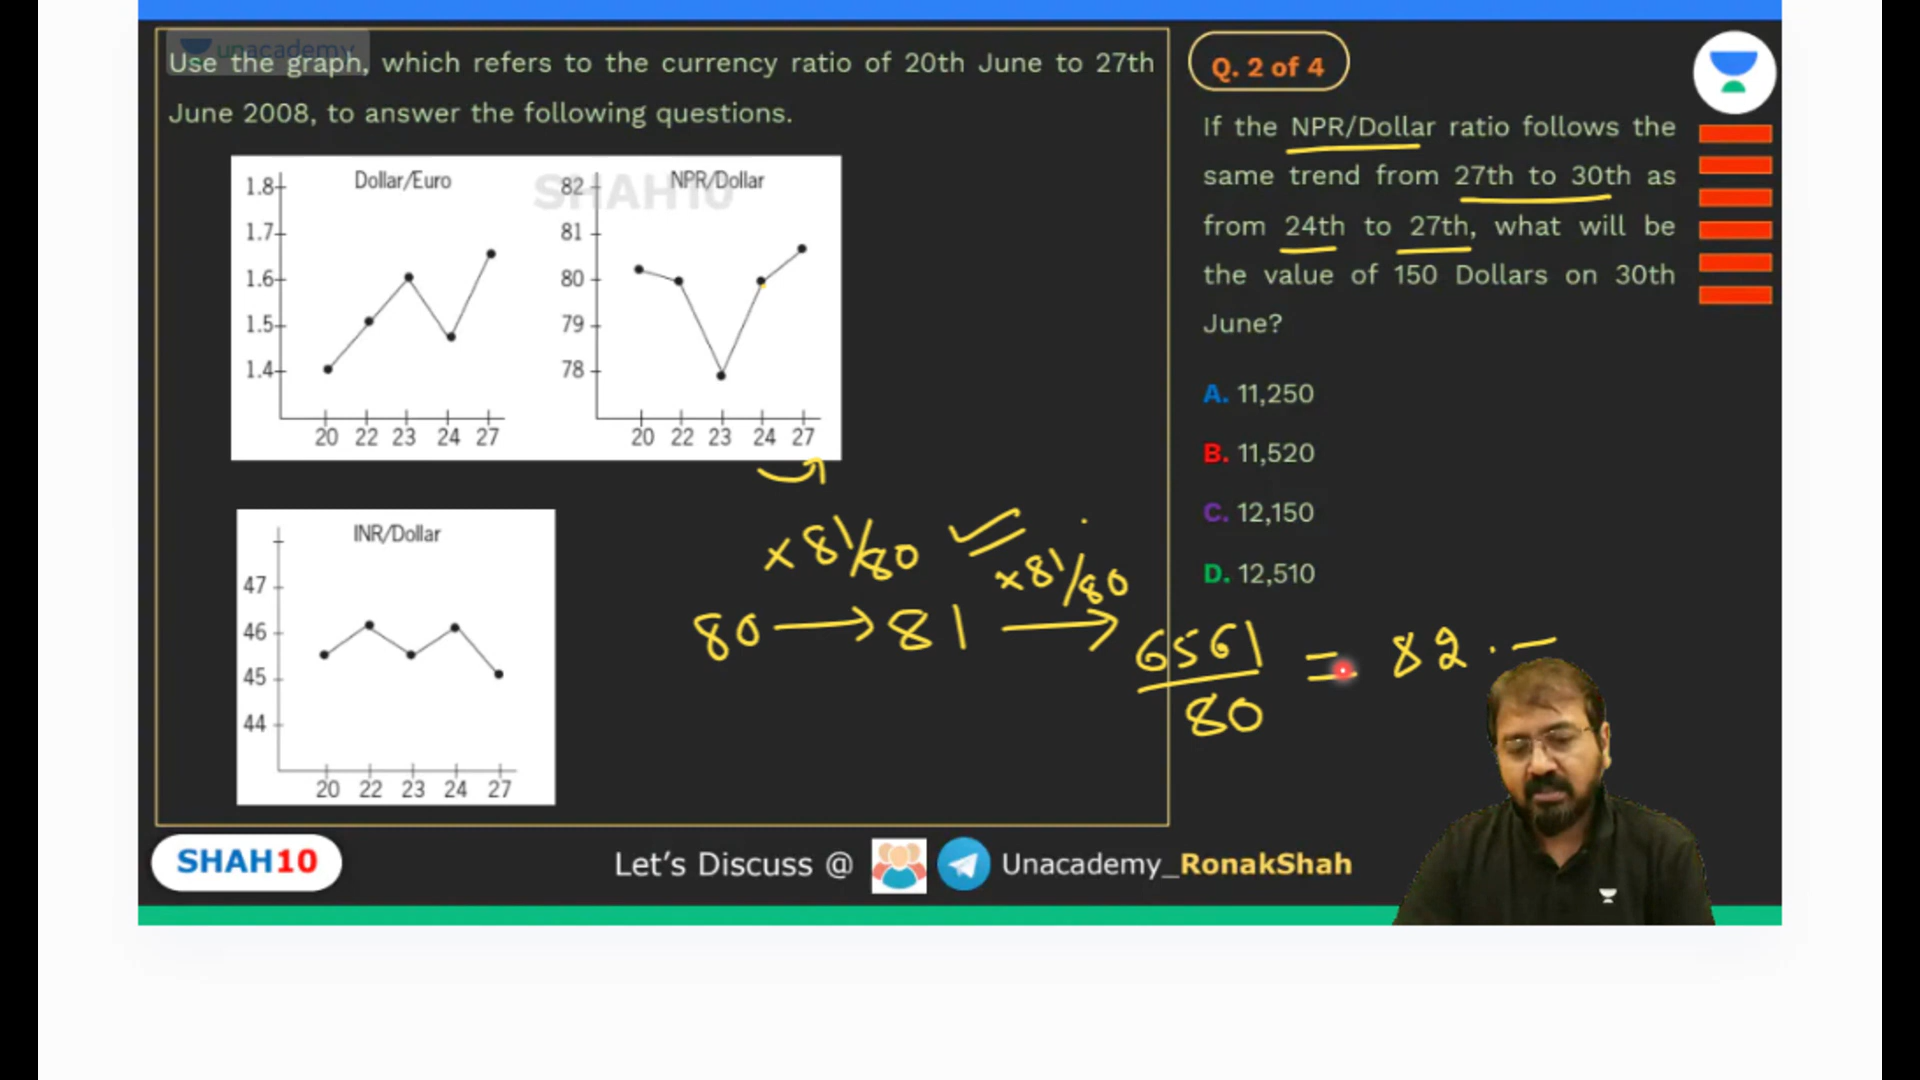 unacademy
Use the graph, which refers to the currency ratio of 20th June to 27th
June 2008, to answer the following questions.
SHAH10
Dollar/Euro
1.8
1.7
1.6
1.5
1.4
20 22 23 24 27
NPR/Dollar
82
81
80
79
78
20 22 23 24 27
INR/Dollar
47
46
45
44
20 22 23 24 27
×81/80
×81/80
80 → 81 → 6561/80 = 82.–
Q. 2 of 4
If the NPR/Dollar ratio follows the
same trend from 27th to 30th as
from 24th to 27th, what will be
the value of 150 Dollars on 30th
June?
A. 11,250
B. 11,520
C. 12,150
D. 12,510
SHAH10
Let's Discuss @ Unacademy_RonakShah